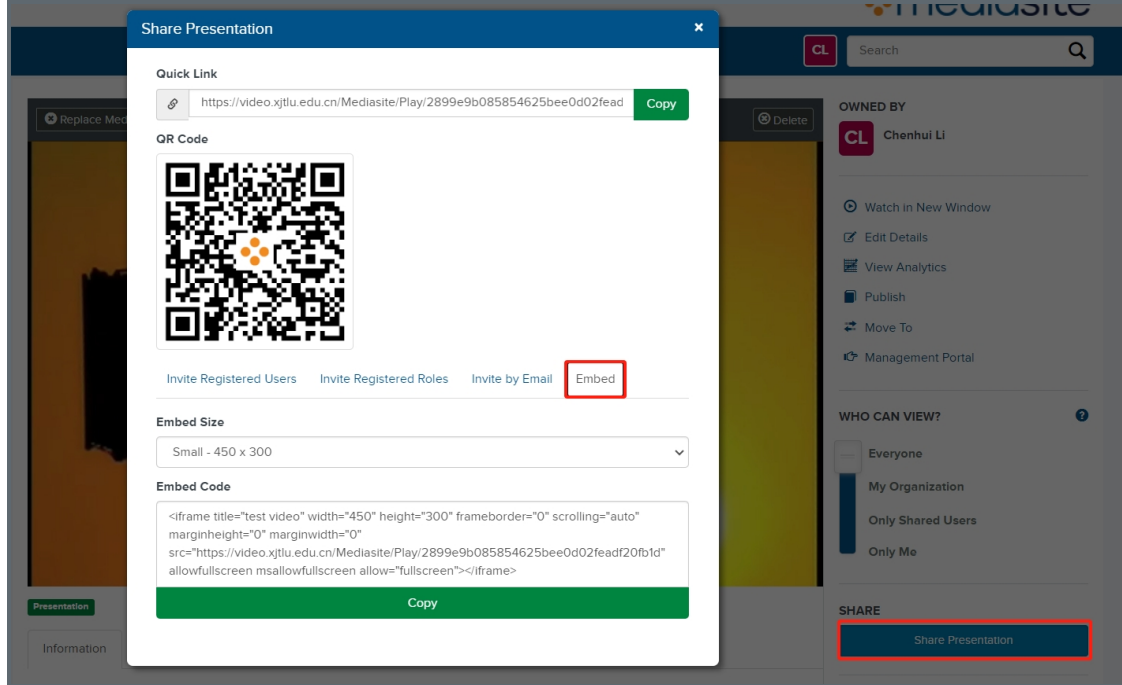 mediasite
Share Presentation
×
CL
Search
Quick Link
https://video.xjtlu.edu.cn/Mediasite/Play/2899e9b085854625bee0d02fead
Copy
Replace Med
Delete
QR Code
OWNED BY
CL
Chenhui Li
Watch in New Window
Edit Details
View Analytics
Publish
Move To
Management Portal
Invite Registered Users
Invite Registered Roles
Invite by Email
Embed
Embed Size
Small - 450 x 300
WHO CAN VIEW?
?
Everyone
My Organization
Only Shared Users
Only Me
Embed Code
<iframe title="test video" width="450" height="300" frameborder="0" scrolling="auto"
marginheight="0" marginwidth="0"
src="https://video.xjtlu.edu.cn/Mediasite/Play/2899e9b085854625bee0d02feadf20fb1d"
allowfullscreen msallowfullscreen allow="fullscreen"></iframe>
Copy
Presentation
Information
SHARE
Share Presentation